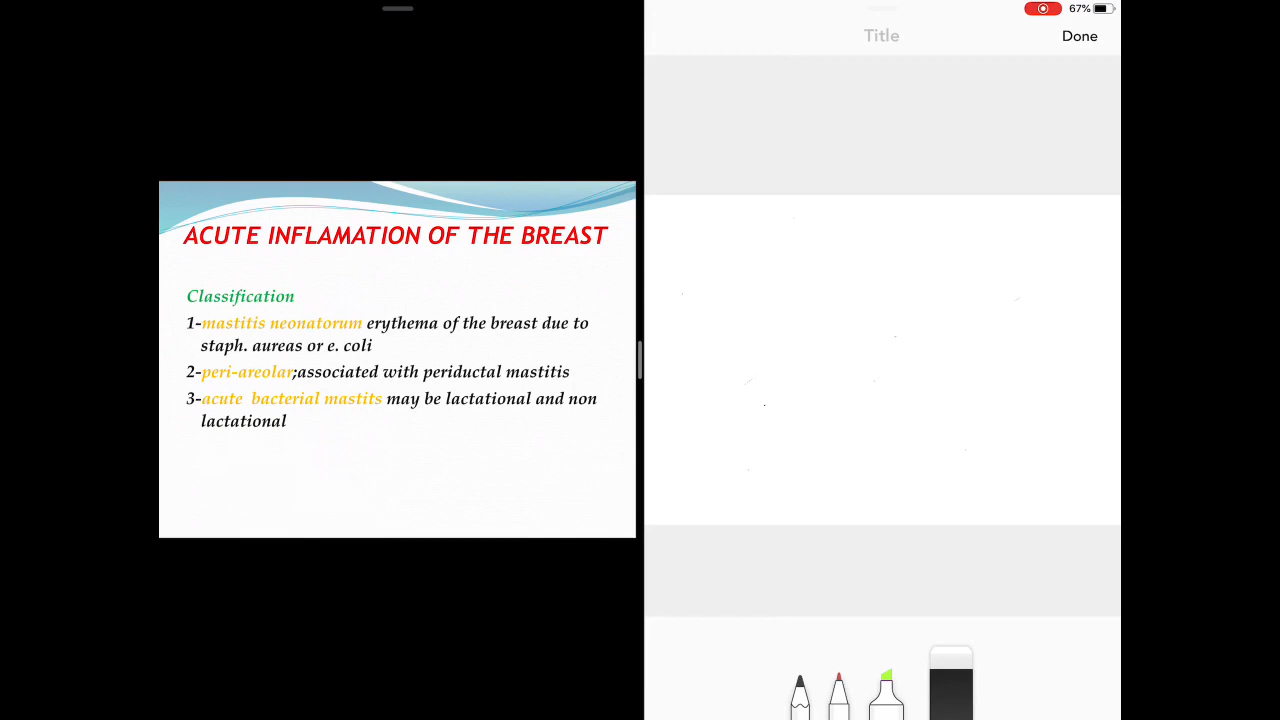 67%
Title
Done
ACUTE INFLAMATION OF THE BREAST
Classification
1-mastitis neonatorum erythema of the breast due to
staph. aureas or e. coli
2-peri-areolar;associated with periductal mastitis
3-acute bacterial mastits may be lactational and non
lactational